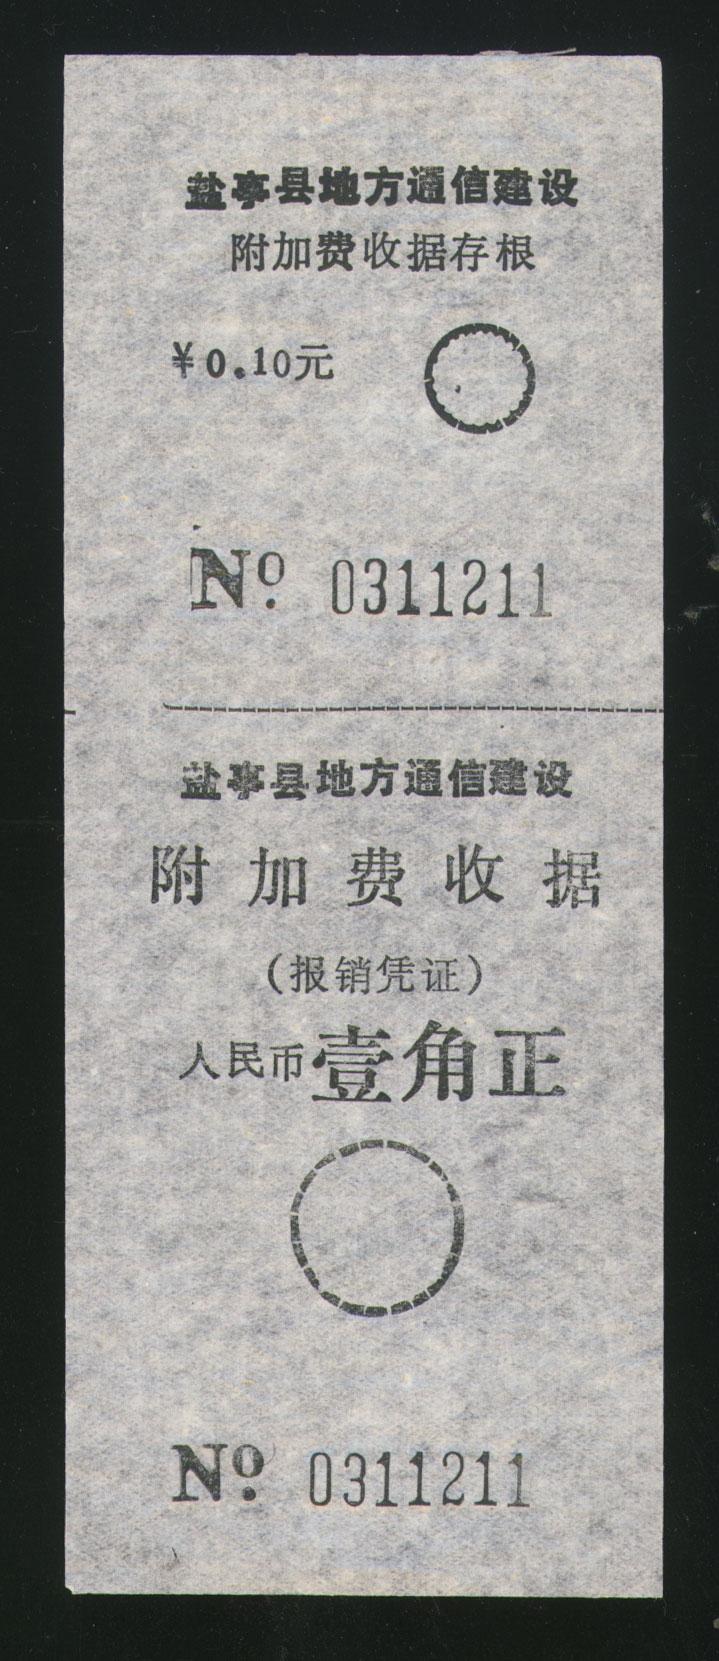 盐亭县地方通信建设
附加费收据存根
¥0.10元
No. 0311211
盐亭县地方通信建设
附加费收据
(报销凭证)
人民币壹角正
No. 0311211